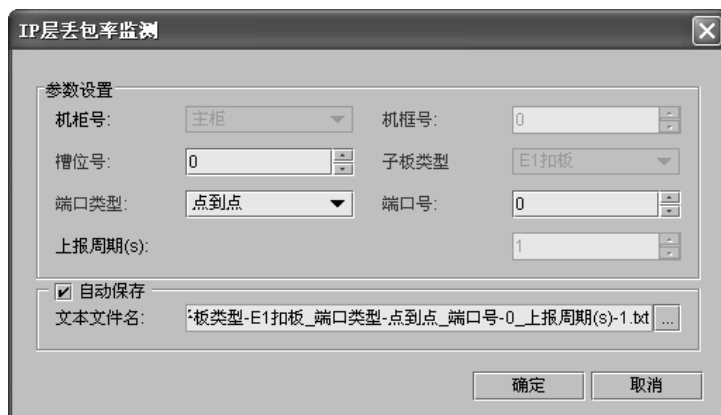 IP层丢包率监测
参数设置
机柜号: 主柜 机框号: 0
槽位号: 0 子板类型 E1扣板
端口类型: 点到点 端口号: 0
上报周期(s): 1
自动保存
文本文件名: 板类型-E1扣板_端口类型-点到点_端口号-0_上报周期(s)-1.txt ...
确定 取消